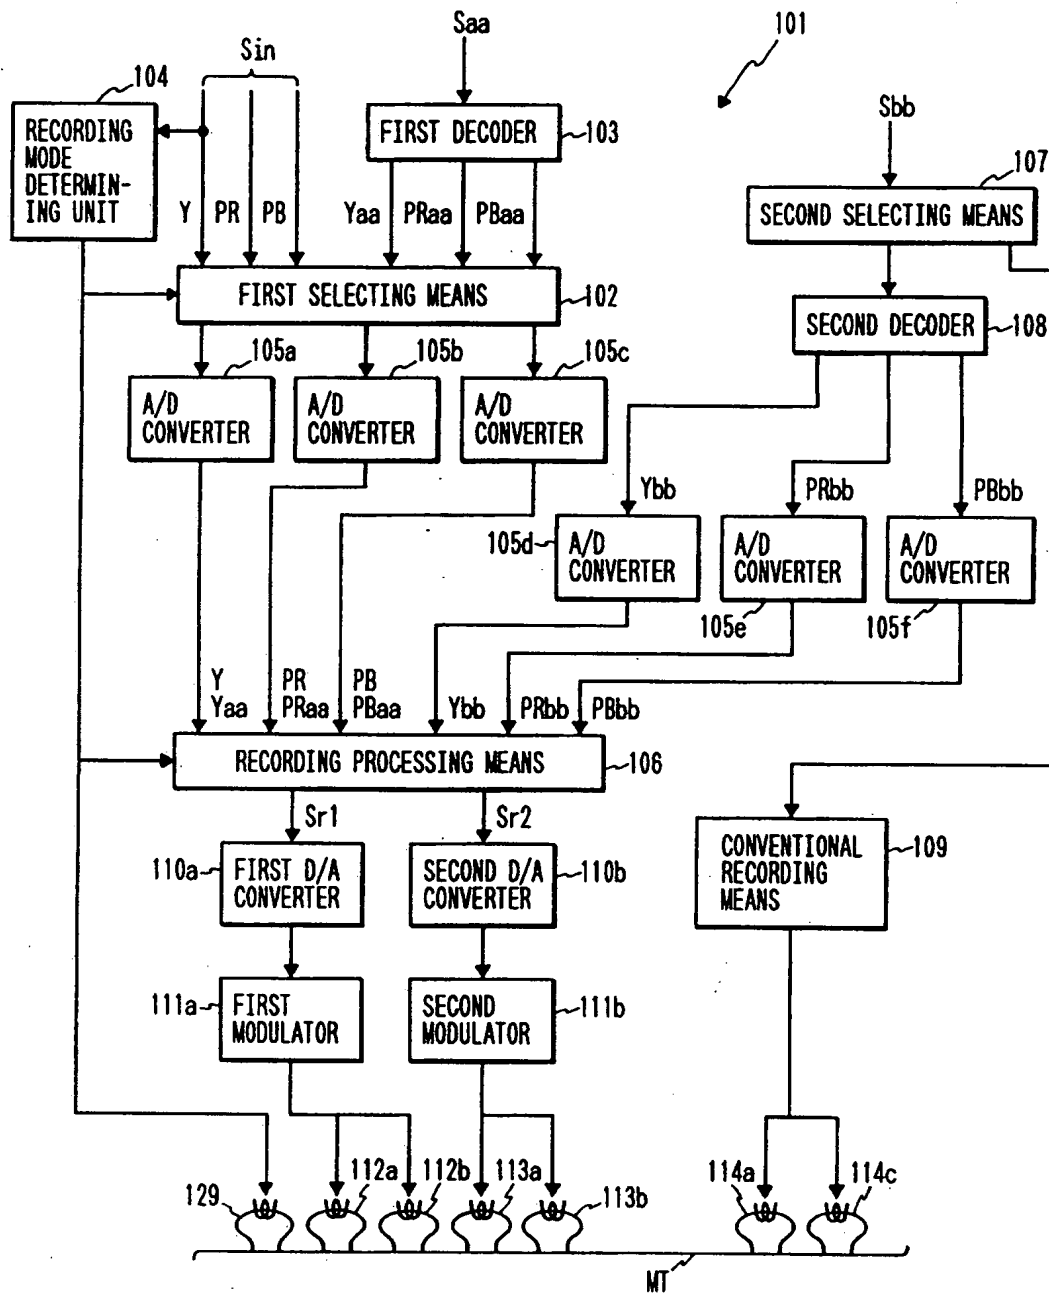 Saa
101
Sin
104
Sbb
RECORDING
MODE
DETERMIN-
ING UNIT
FIRST DECODER
103
107
Y
PR
PB
Yaa
PRaa
PBaa
SECOND SELECTING MEANS
FIRST SELECTING MEANS
102
SECOND DECODER
108
105a
105b
105c
A/D
CONVERTER
A/D
CONVERTER
A/D
CONVERTER
Ybb
PRbb
PBbb
105d
A/D
CONVERTER
A/D
CONVERTER
A/D
CONVERTER
105e
105f
Y
Yaa
PR
PRaa
PB
PBaa
Ybb
PRbb
PBbb
RECORDING PROCESSING MEANS
106
Sr1
Sr2
110a
FIRST D/A
CONVERTER
SECOND D/A
CONVERTER
110b
CONVENTIONAL
RECORDING
MEANS
109
111a
FIRST
MODULATOR
SECOND
MODULATOR
111b
129
112a
112b
113a
113b
114a
114c
MT